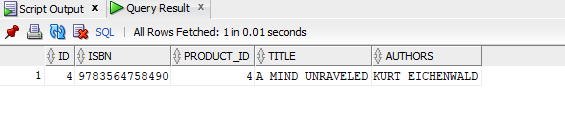 Script Output x Query Result x
SQL | All Rows Fetched: 1 in 0.01 seconds
ID ISBN PRODUCT_ID TITLE AUTHORS
1 4 9783564758490 4 A MIND UNRAVELED KURT EICHENWALD